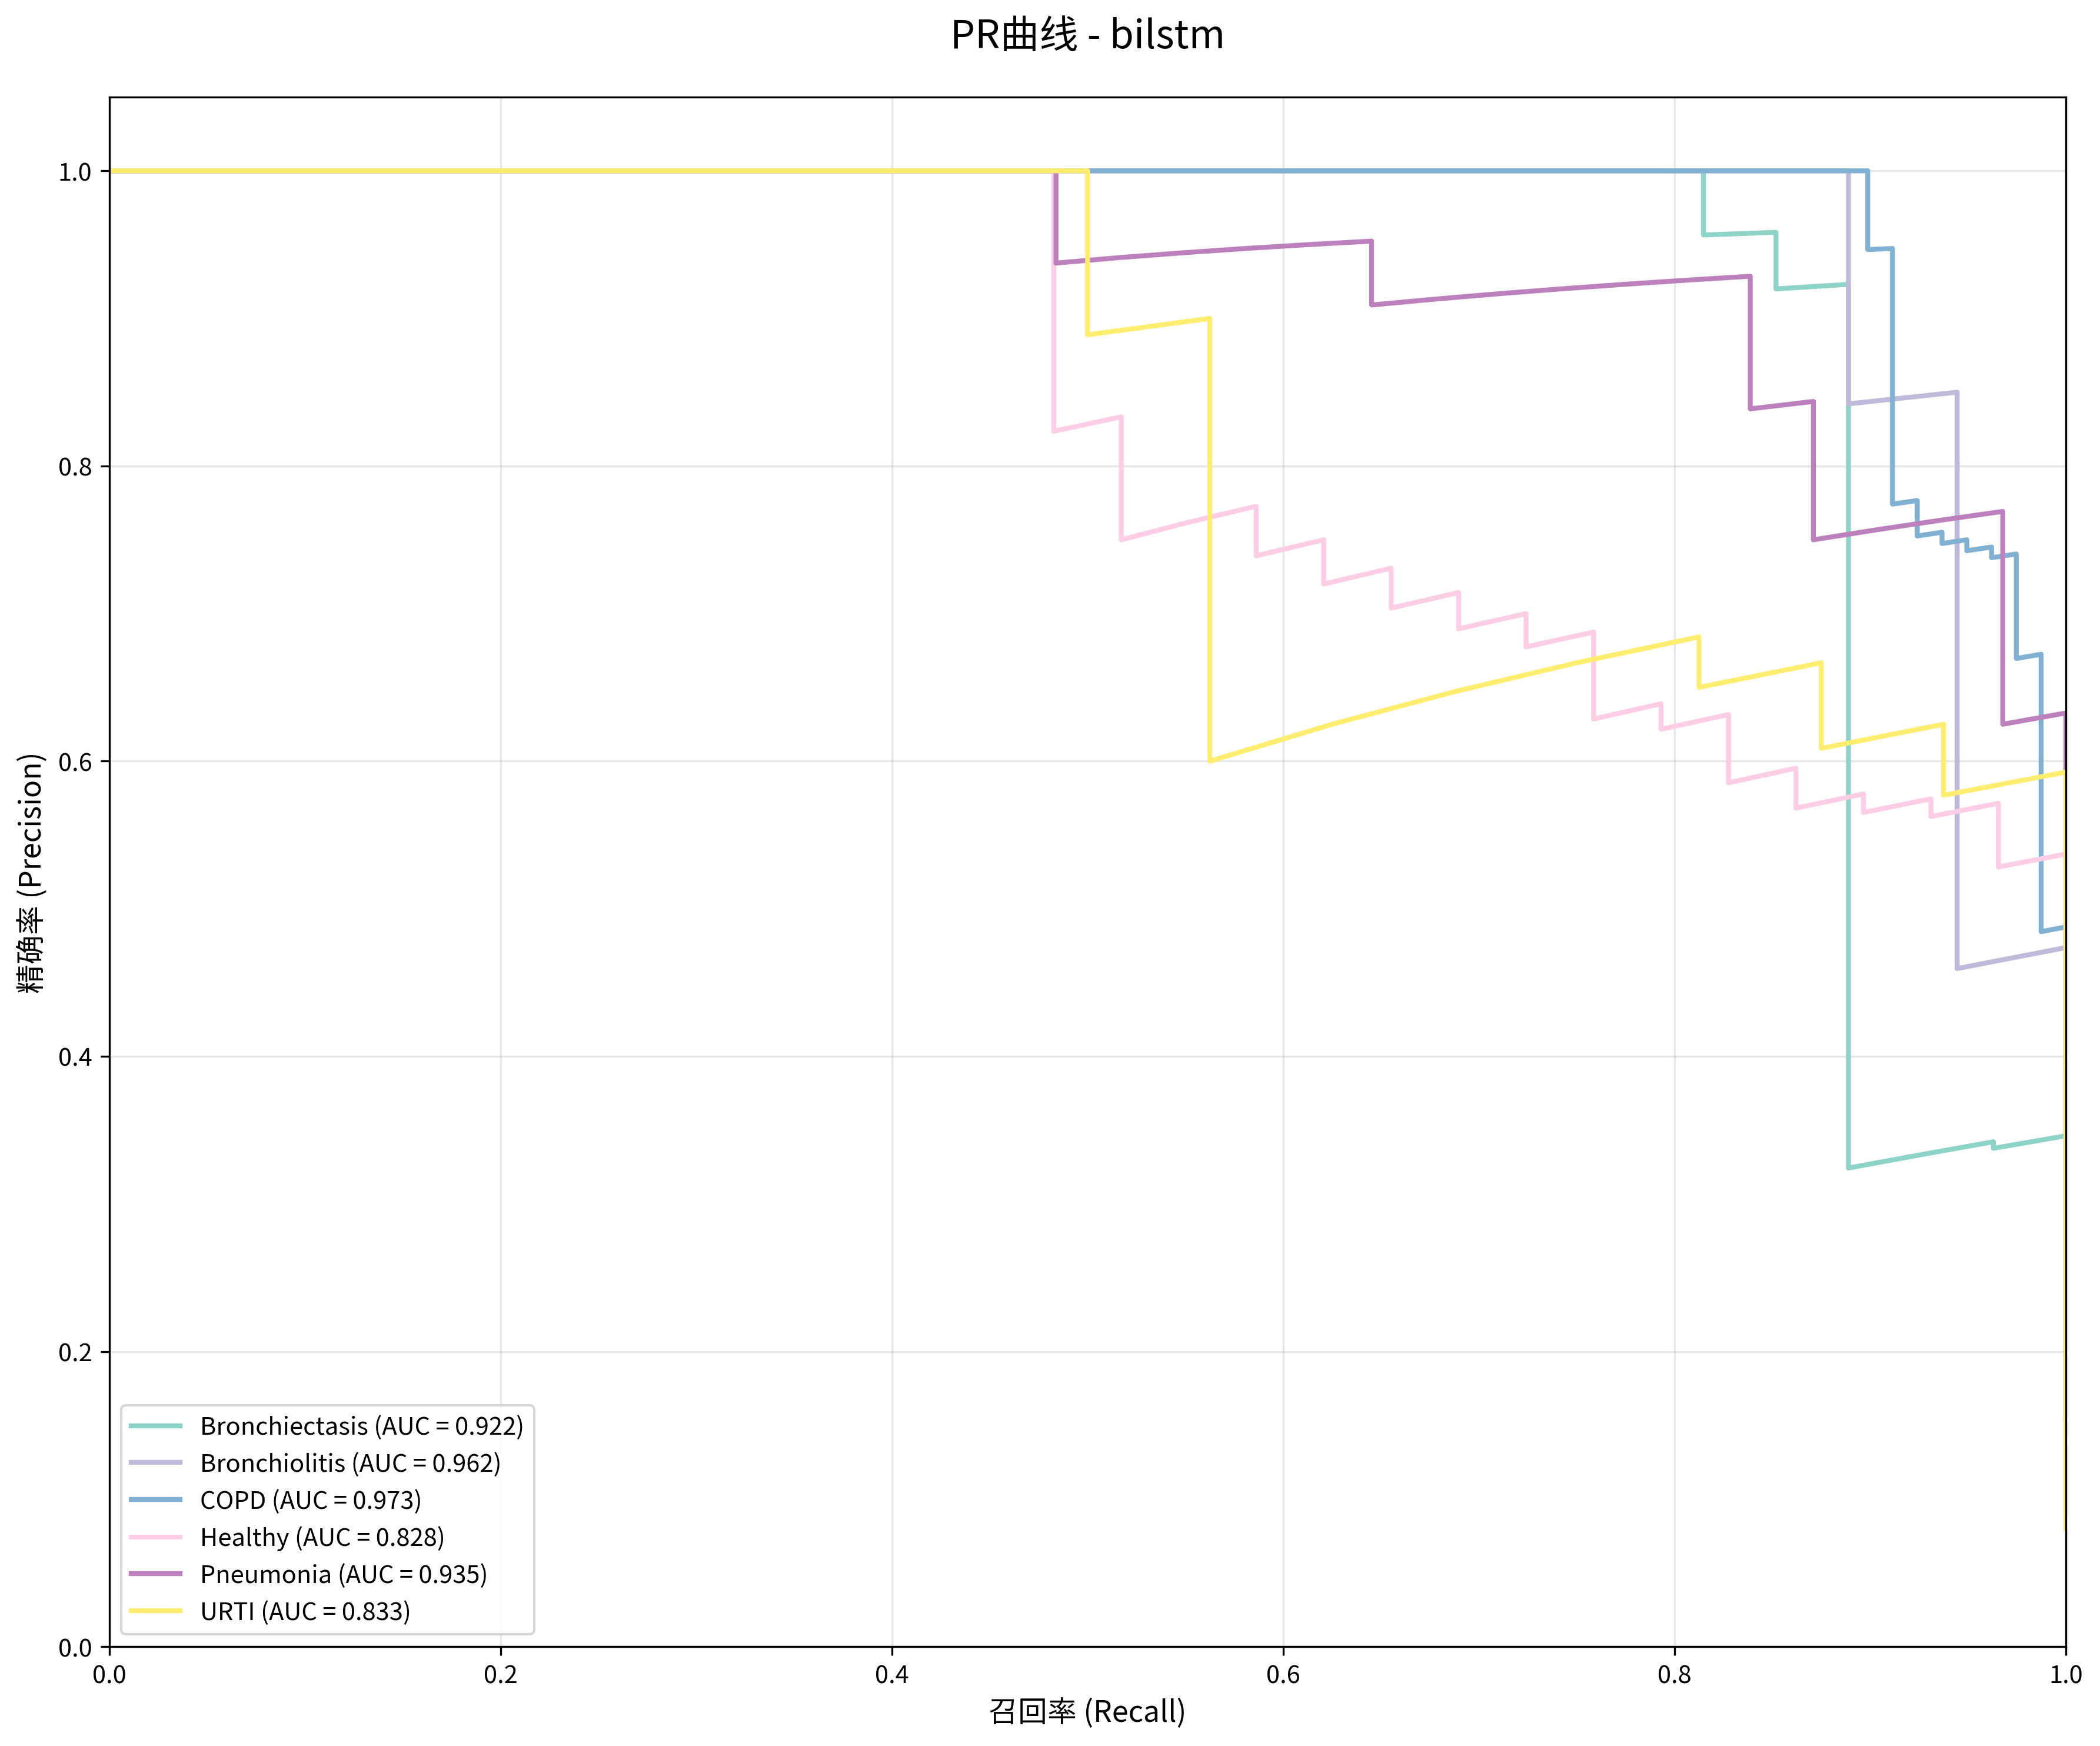 PR曲线 - bilstm
精确率 (Precision)
1.0
0.8
0.6
0.4
0.2
0.0
Bronchiectasis (AUC = 0.922)
Bronchiolitis (AUC = 0.962)
COPD (AUC = 0.973)
Healthy (AUC = 0.828)
Pneumonia (AUC = 0.935)
URTI (AUC = 0.833)
0.0 0.2 0.4 0.6 0.8 1.0
召回率 (Recall)